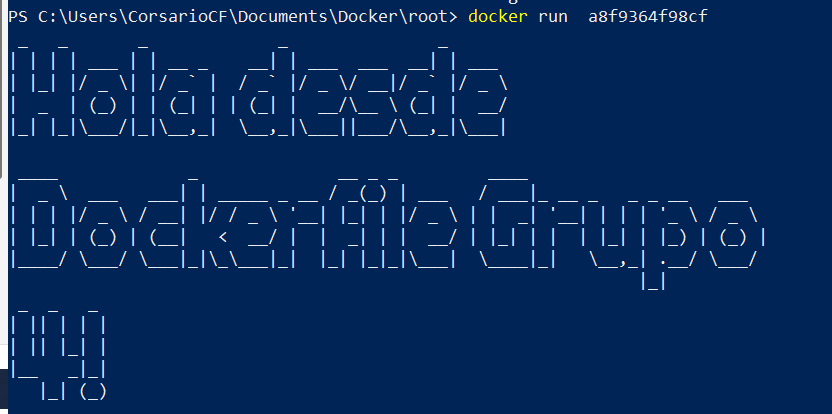 PS C:\Users\CorsarioCF\Documents\Docker\root> docker run  a8f9364f98cf
Hola desde
Dockerfile Grupo
4!